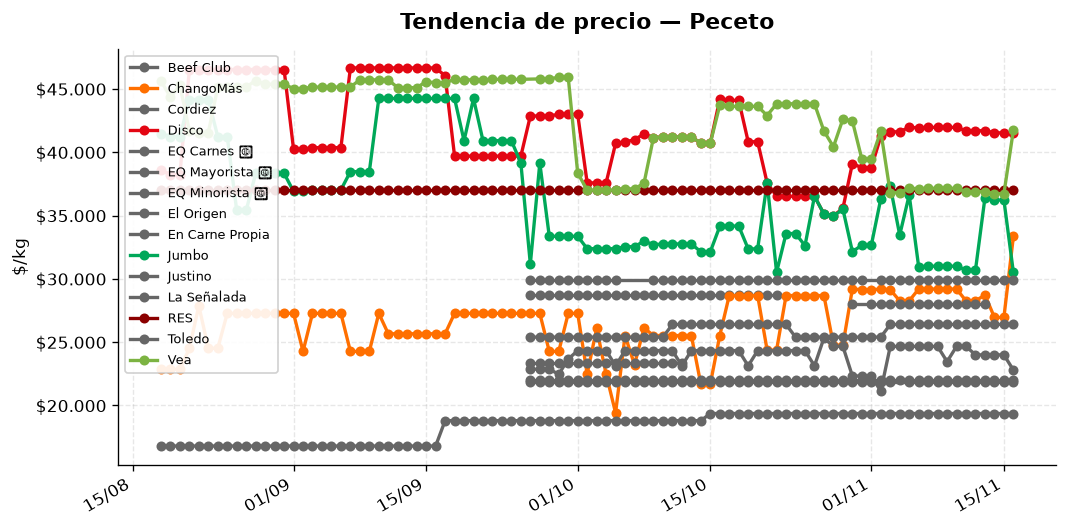 Tendencia de precio — Peceto
$/kg
$45.000
$40.000
$35.000
$30.000
$25.000
$20.000
Beef Club
ChangoMás
Cordiez
Disco
EQ Carnes
EQ Mayorista
EQ Minorista
El Origen
En Carne Propia
Jumbo
Justino
La Señalada
RES
Toledo
Vea
15/08
01/09
15/09
01/10
15/10
01/11
15/11